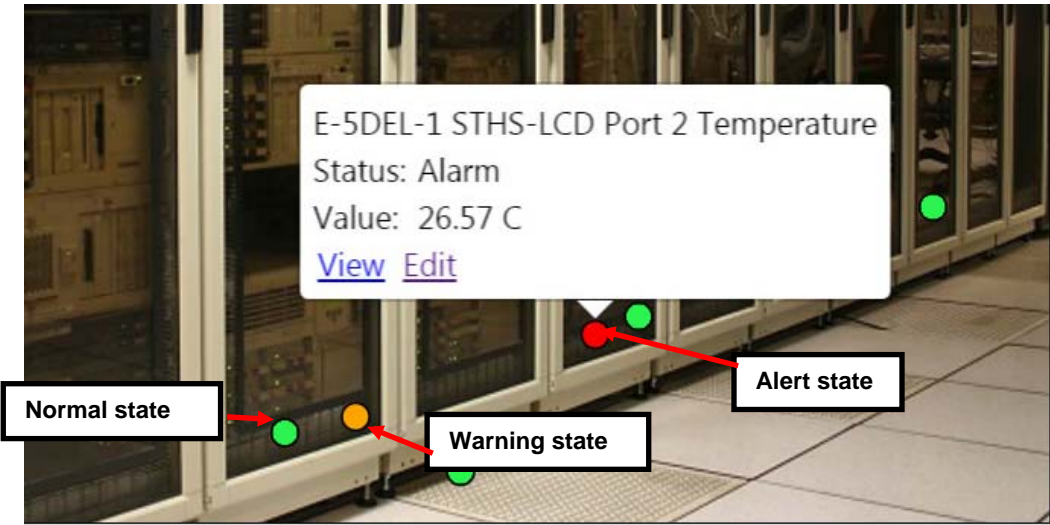 E-5DEL-1 STHS-LCD Port 2 Temperature
Status: Alarm
Value: 26.57 C
View Edit
Alert state
Normal state
Warning state